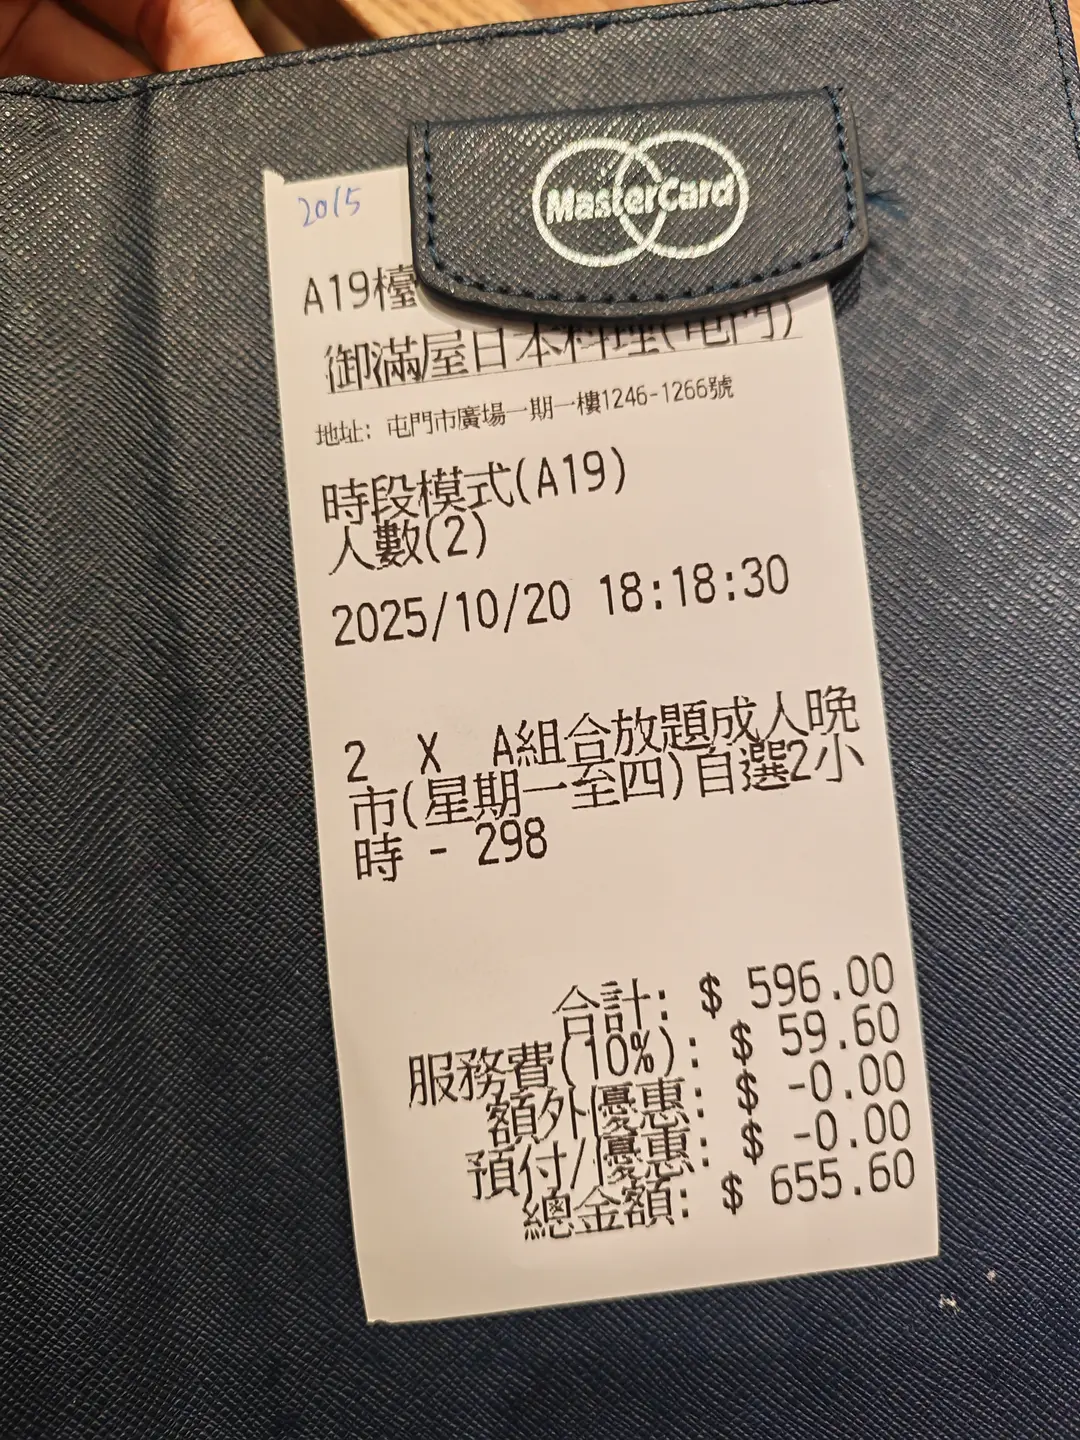 MasterCard
2015
A19檯
御滿屋日本料理(屯門)
地址: 屯門市廣場一期一樓1246-1266號
時段模式(A19)
人數(2)
2025/10/20 18:18:30
2 X A組合放題成人晚
市(星期一至四)自選2小
時 - 298
合計: $ 596.00
服務費(10%): $ 59.60
額外優惠: $ -0.00
預付/優惠: $ -0.00
總金額: $ 655.60